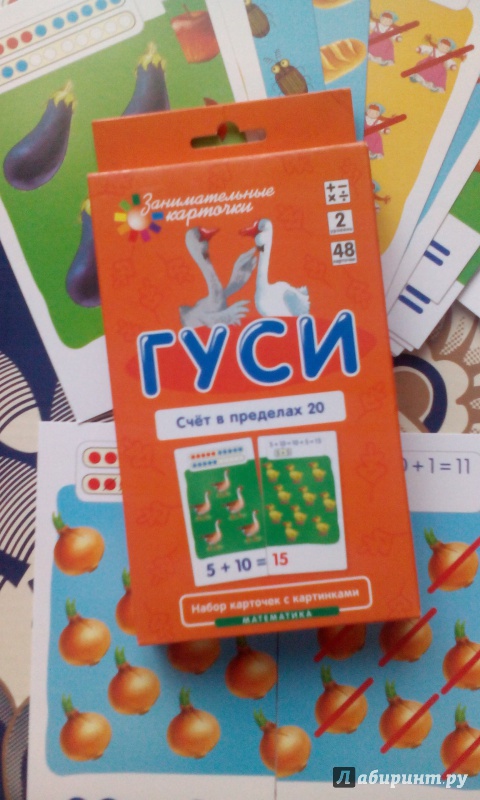 Занимательные
карточки
+ −
× ÷
2
48
карточек
ГУСИ
Счёт в пределах 20
5 + 10 = 15
Набор карточек с картинками
МАТЕМАТИКА
+ 1 = 11
Лабиринт.ру